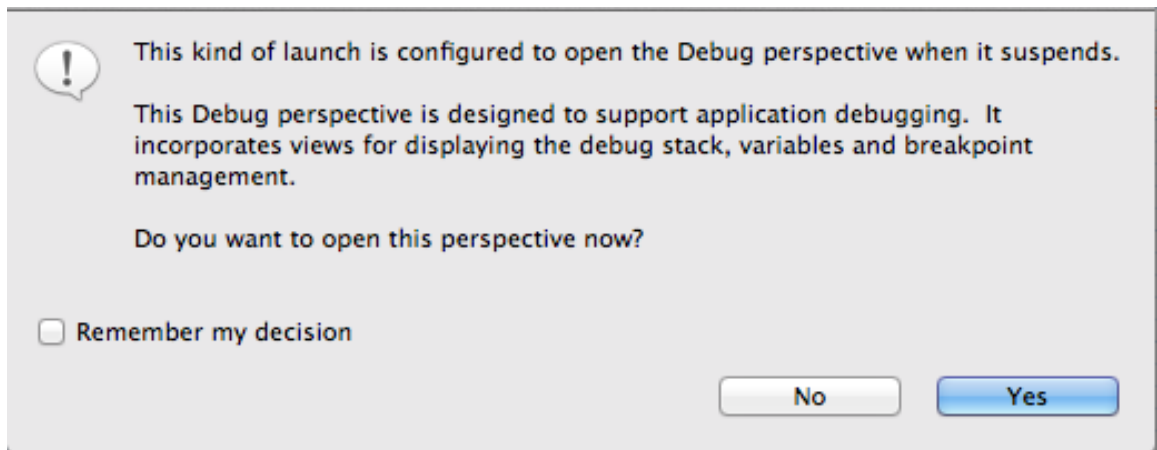 This kind of launch is configured to open the Debug perspective when it suspends.
This Debug perspective is designed to support application debugging.  It
incorporates views for displaying the debug stack, variables and breakpoint
management.
Do you want to open this perspective now?
Remember my decision
No
Yes